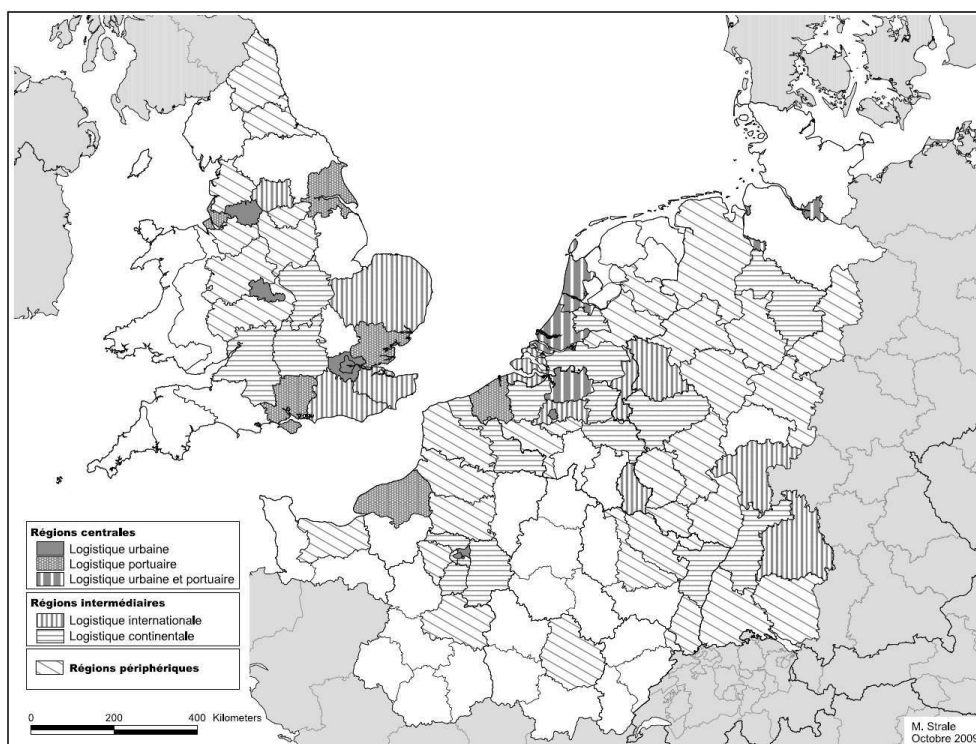 Régions centrales
Logistique urbaine
Logistique portuaire
Logistique urbaine et portuaire
Régions intermédiaires
Logistique internationale
Logistique continentale
Régions périphériques
0 200 400 Kilometers
M. Strale
Octobre 2009